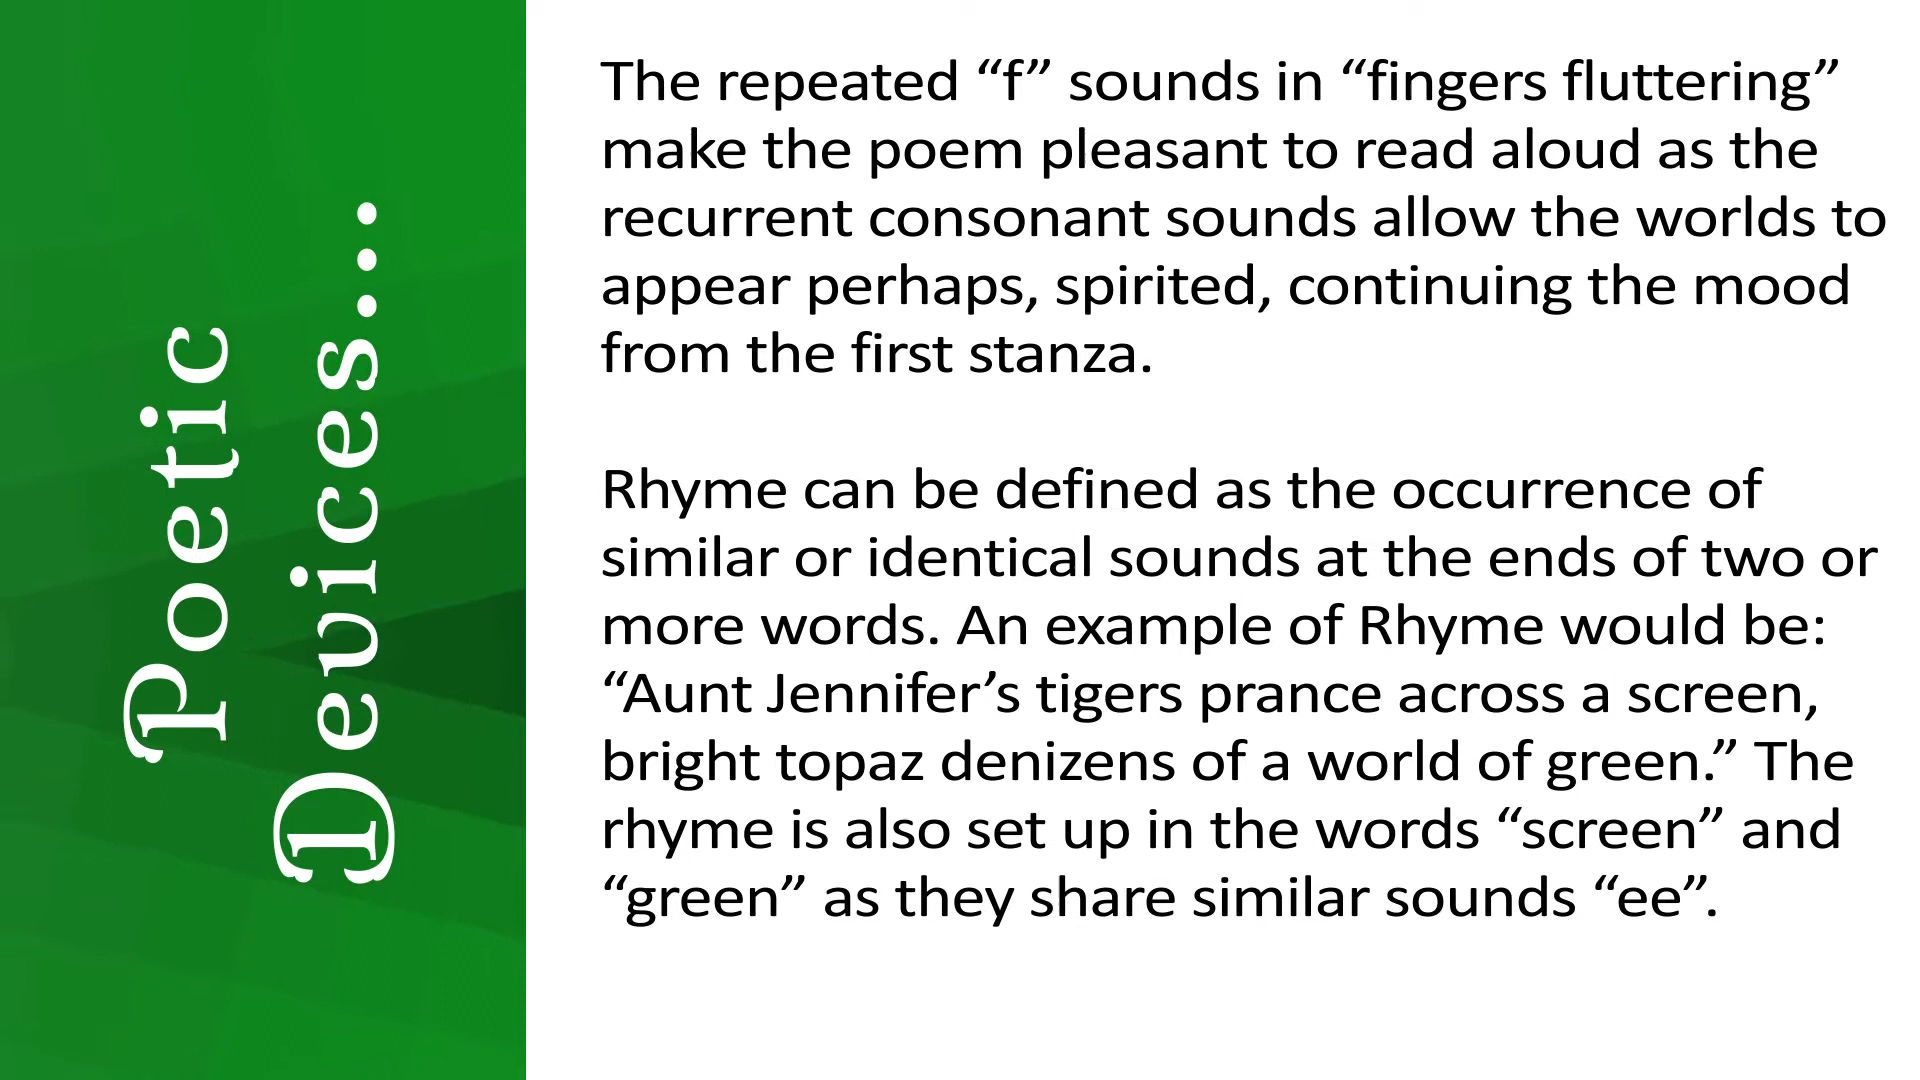 Poetic
Devices...
The repeated “f” sounds in “fingers fluttering”
make the poem pleasant to read aloud as the
recurrent consonant sounds allow the worlds to
appear perhaps, spirited, continuing the mood
from the first stanza.
Rhyme can be defined as the occurrence of
similar or identical sounds at the ends of two or
more words. An example of Rhyme would be:
“Aunt Jennifer’s tigers prance across a screen,
bright topaz denizens of a world of green.” The
rhyme is also set up in the words “screen” and
“green” as they share similar sounds “ee”.